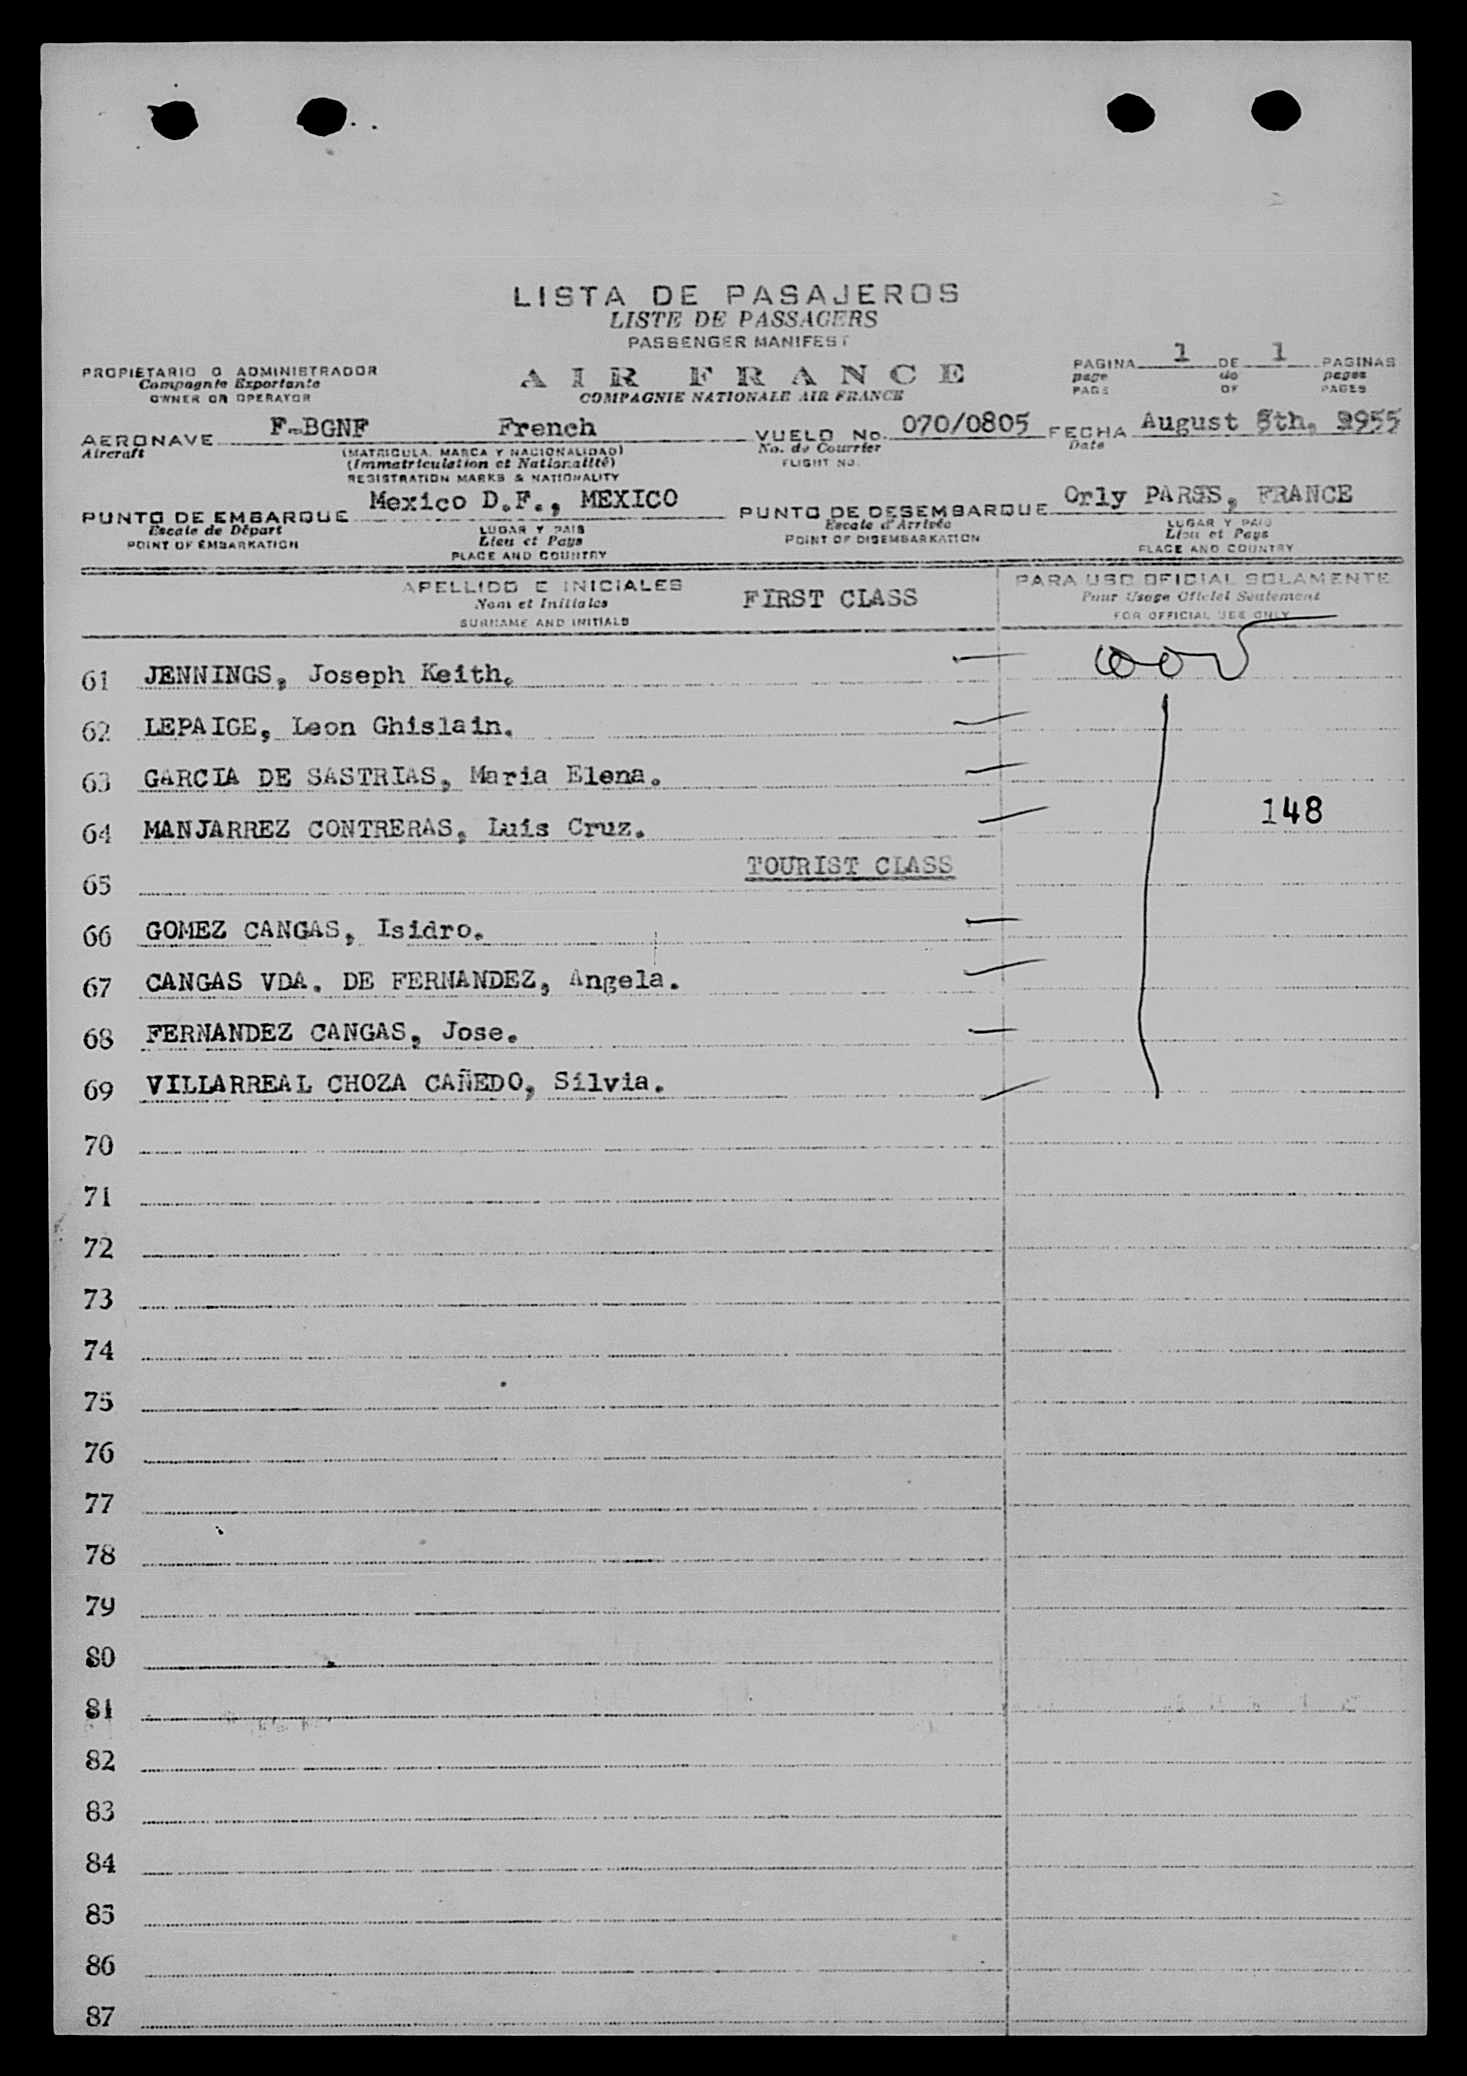 LISTA DE PASAJEROS
LISTE DE PASSAGERS
PASSENGER MANIFEST
PROPIETARIO O ADMINISTRADOR
Compagnie Exportante
OWNER OR OPERATOR
AIR FRANCE
COMPAGNIE NATIONALE AIR FRANCE
PAGINA 1 DE 1 PAGINAS
page de pages
PAGE OF PAGES
AERONAVE F-BGNF French VUELO No. 070/0805 FECHA August 5th, 1955
Aircraft (MATRICULA, MARCA Y NACIONALIDAD) No. de Courrier Date
(Immatriculation et Nationalité) FLIGHT NO.
REGISTRATION MARKS & NATIONALITY
PUNTO DE EMBARQUE Mexico D.F., MEXICO PUNTO DE DESEMBARQUE Orly PARIS, FRANCE
Escale de Départ LUGAR Y PAIS Escale d'Arrivée LUGAR Y PAIS
POINT OF EMBARKATION Lieu et Pays POINT OF DISEMBARKATION Lieu et Pays
PLACE AND COUNTRY PLACE AND COUNTRY
APELLIDO E INICIALES FIRST CLASS PARA USO OFICIAL SOLAMENTE
Nom et Initiales Pour Usage Officiel Seulement
SURNAME AND INITIALS FOR OFFICIAL USE ONLY
61 JENNINGS, Joseph Keith.
62 LEPAIGE, Leon Ghislain.
63 GARCIA DE SASTRIAS, Maria Elena.
64 MANJARREZ CONTRERAS, Luis Cruz. 148
65 TOURIST CLASS
66 GOMEZ CANGAS, Isidro.
67 CANGAS VDA. DE FERNANDEZ, Angela.
68 FERNANDEZ CANGAS, Jose.
69 VILLARREAL CHOZA CAÑEDO, Silvia.
70
71
72
73
74
75
76
77
78
79
80
81
82
83
84
85
86
87